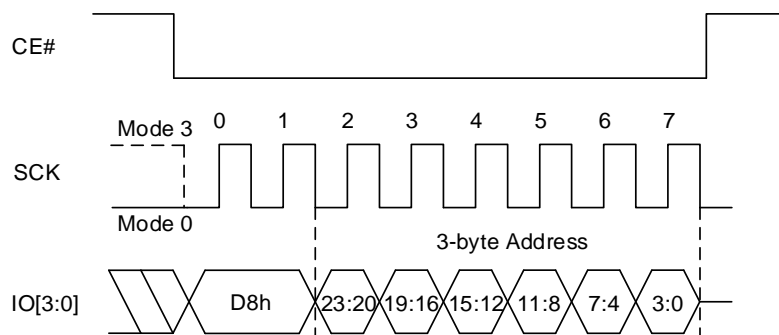 CE#
Mode 3
0 1 2 3 4 5 6 7
SCK
Mode 0
3-byte Address
IO[3:0]
D8h 23:20 19:16 15:12 11:8 7:4 3:0